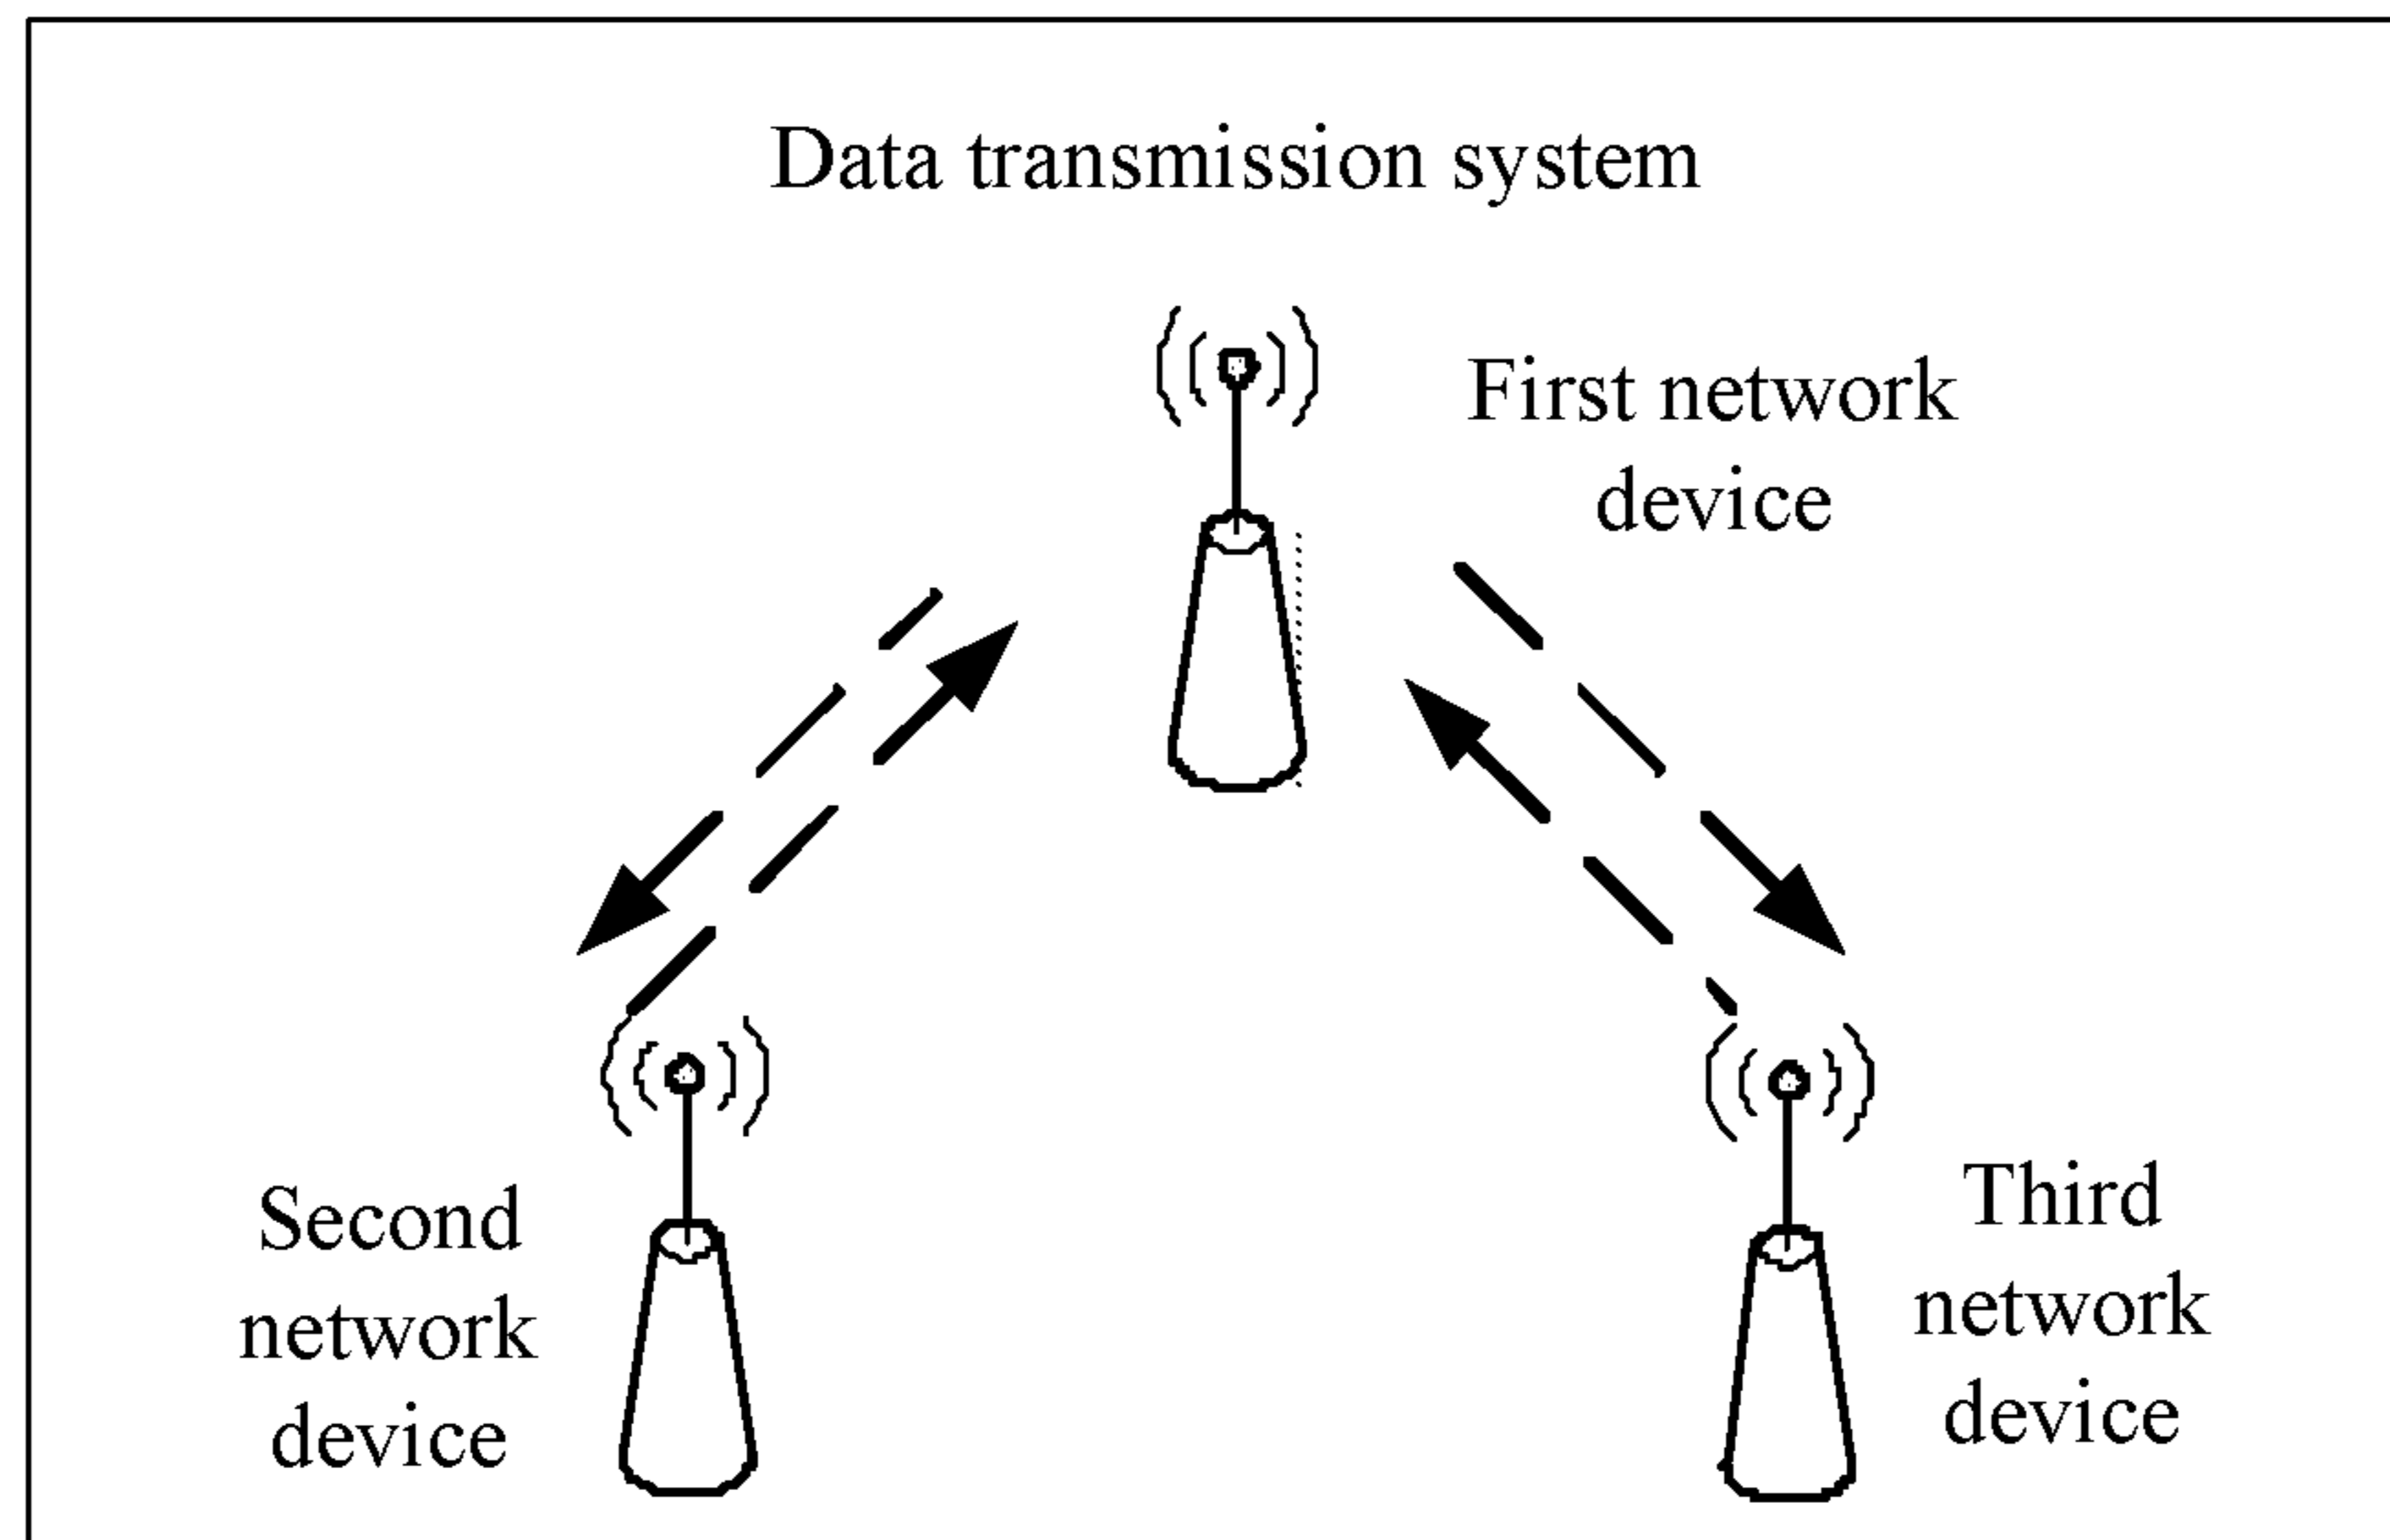 Data transmission system
First network
device
Second
network
device
Third
network
device